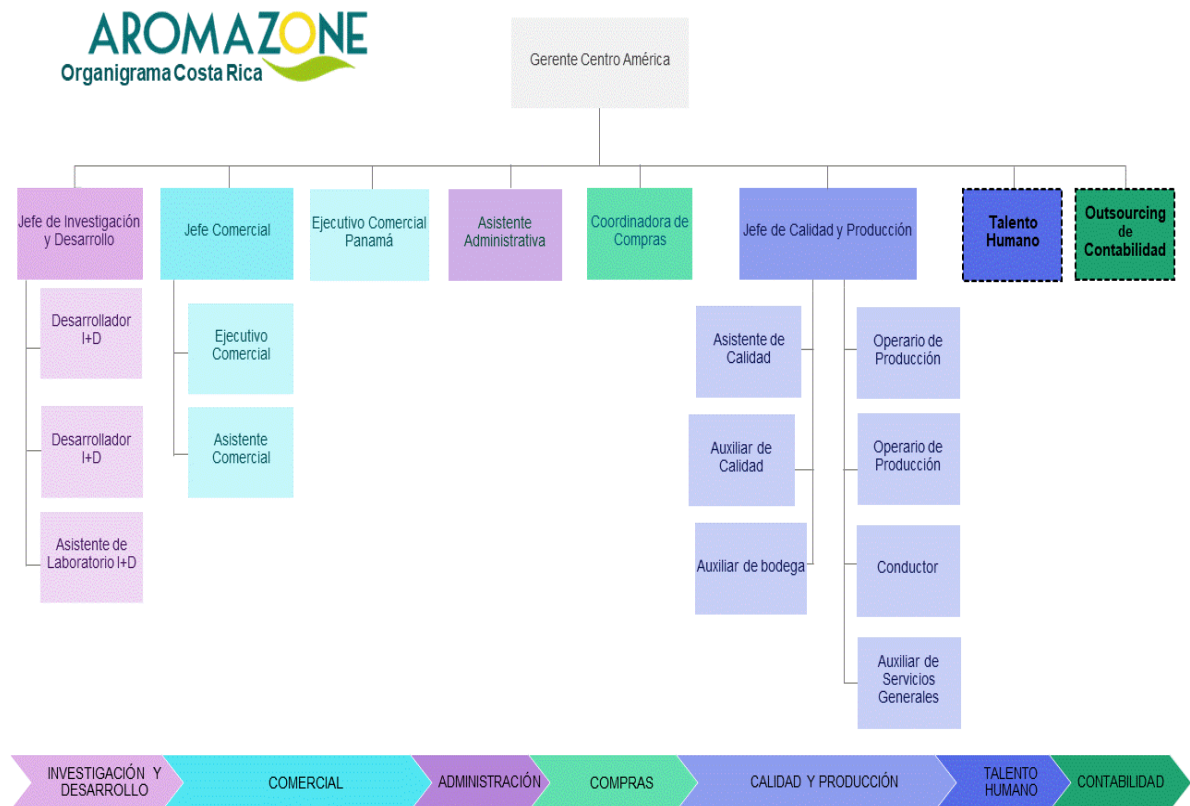 AROMAZONE
Organigrama Costa Rica
Gerente Centro América
Jefe de Investigación
y Desarrollo
Jefe Comercial
Ejecutivo Comercial
Panamá
Asistente
Administrativa
Coordinadora de
Compras
Jefe de Calidad y Producción
Talento
Humano
Outsourcing
de
Contabilidad
Desarrollador
I+D
Desarrollador
I+D
Asistente de
Laboratorio I+D
Ejecutivo
Comercial
Asistente
Comercial
Asistente de
Calidad
Auxiliar de
Calidad
Auxiliar de bodega
Operario de
Producción
Operario de
Producción
Conductor
Auxiliar de
Servicios
Generales
INVESTIGACIÓN Y
DESARROLLO
COMERCIAL
ADMINISTRACIÓN
COMPRAS
CALIDAD Y PRODUCCIÓN
TALENTO
HUMANO
CONTABILIDAD